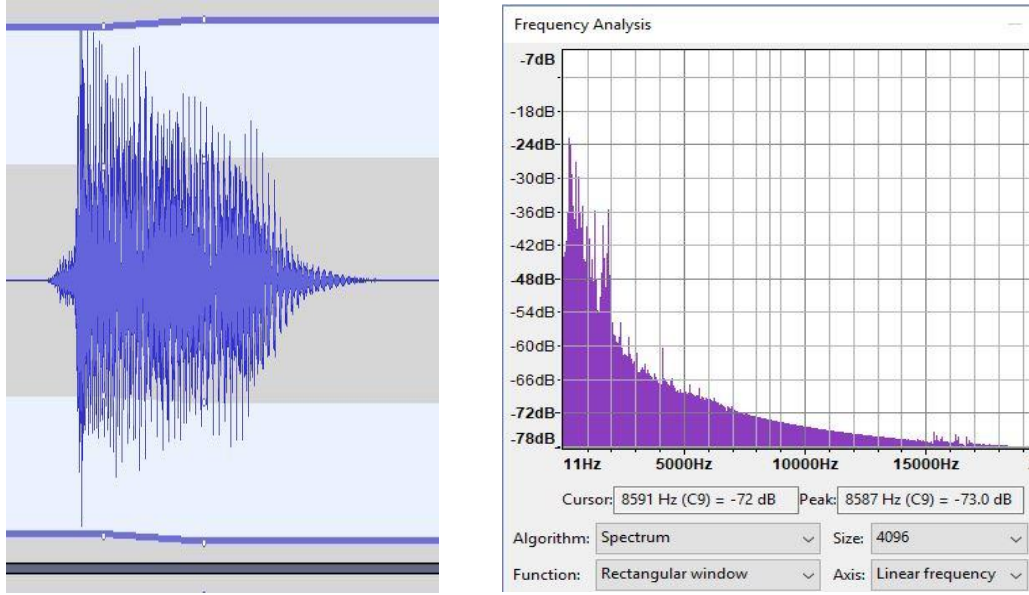 Frequency Analysis
-7dB
-18dB
-24dB
-30dB
-36dB
-42dB
-48dB
-54dB
-60dB
-66dB
-72dB
-78dB
11Hz 5000Hz 10000Hz 15000Hz
Cursor: 8591 Hz (C9) = -72 dB Peak: 8587 Hz (C9) = -73.0 dB
Algorithm: Spectrum Size: 4096
Function: Rectangular window Axis: Linear frequency